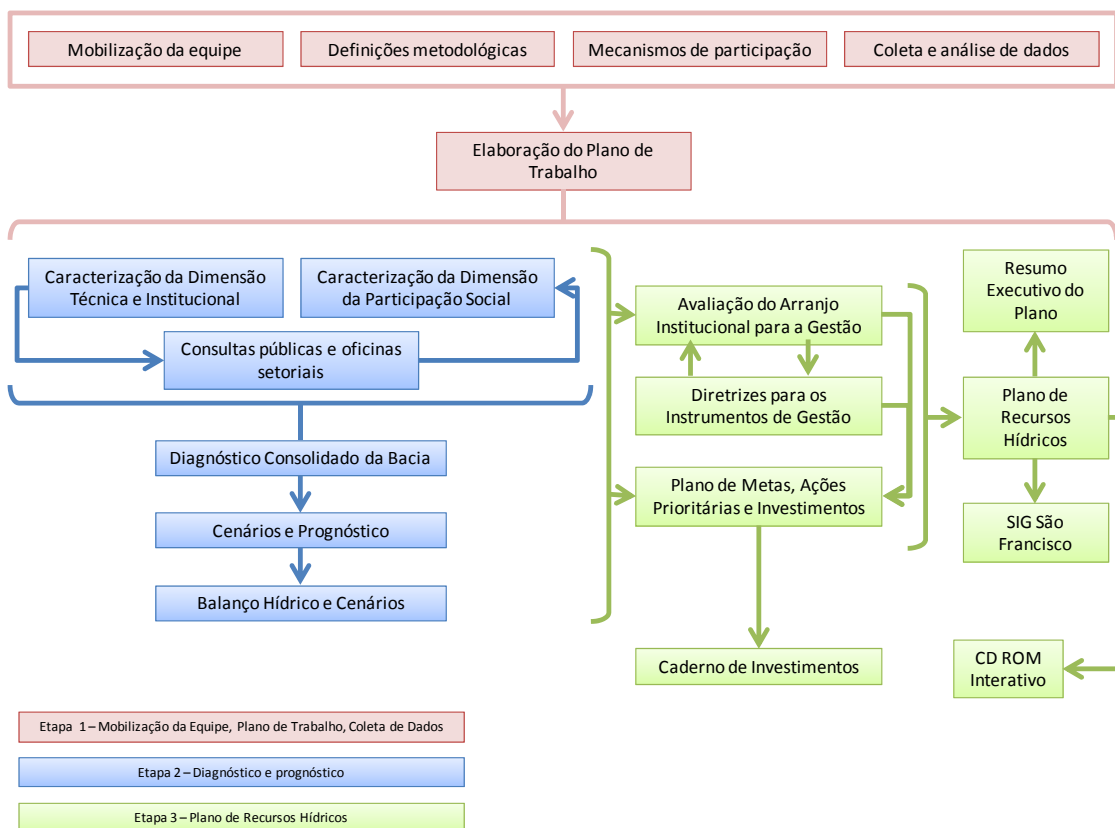 Mobilização da equipe
Definições metodológicas
Mecanismos de participação
Coleta e análise de dados
Elaboração do Plano de
Trabalho
Caracterização da Dimensão
Técnica e Institucional
Caracterização da Dimensão
da Participação Social
Consultas públicas e oficinas
setoriais
Diagnóstico Consolidado da Bacia
Cenários e Prognóstico
Balanço Hídrico e Cenários
Avaliação do Arranjo
Institucional para a Gestão
Diretrizes para os
Instrumentos de Gestão
Plano de Metas, Ações
Prioritárias e Investimentos
Caderno de Investimentos
Resumo
Executivo do
Plano
Plano de
Recursos
Hídricos
SIG São
Francisco
CD ROM
Interativo
Etapa 1 – Mobilização da Equipe, Plano de Trabalho, Coleta de Dados
Etapa 2 – Diagnóstico e prognóstico
Etapa 3 – Plano de Recursos Hídricos